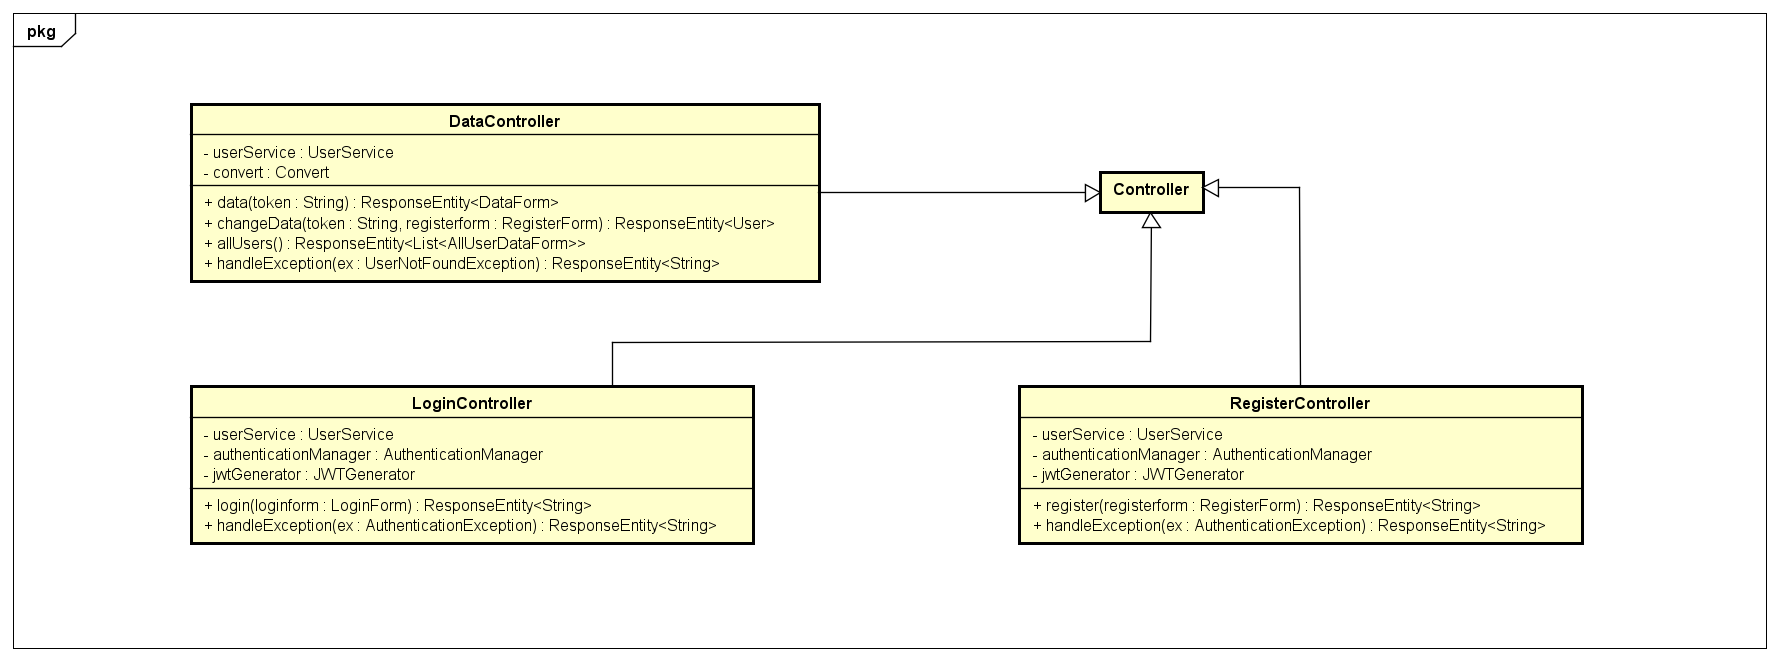 pkg
DataController
- userService : UserService
- convert : Convert
+ data(token : String) : ResponseEntity<DataForm>
+ changeData(token : String, registerform : RegisterForm) : ResponseEntity<User>
+ allUsers() : ResponseEntity<List<AllUserDataForm>>
+ handleException(ex : UserNotFoundException) : ResponseEntity<String>
Controller
LoginController
- userService : UserService
- authenticationManager : AuthenticationManager
- jwtGenerator : JWTGenerator
+ login(loginform : LoginForm) : ResponseEntity<String>
+ handleException(ex : AuthenticationException) : ResponseEntity<String>
RegisterController
- userService : UserService
- authenticationManager : AuthenticationManager
- jwtGenerator : JWTGenerator
+ register(registerform : RegisterForm) : ResponseEntity<String>
+ handleException(ex : AuthenticationException) : ResponseEntity<String>